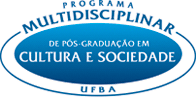 PROGRAMA
MULTIDISCIPLINAR
DE PÓS-GRADUAÇÃO EM
CULTURA E SOCIEDADE
UFBA